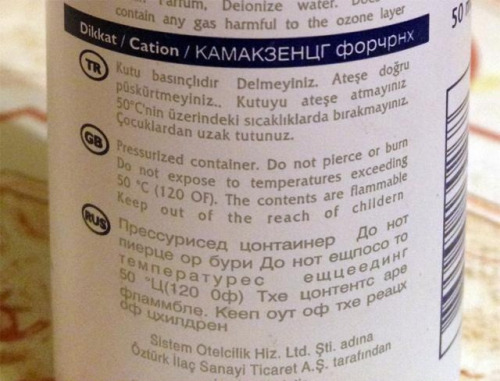 Parfum, Deionize water.
contain any gas harmful to the ozone layer
50 m
Dikkat / Cation / КАМАКЗЕНЦГ форчрнх
TR
Kutu basınçlıdır Delmeyiniz. Ateşe doğru
püskürtmeyiniz.. Kutuyu ateşe atmayınız
50°C'nin üzerindeki sıcaklıklarda bırakmayınız.
Çocuklardan uzak tutunuz.
GB
Pressurized container. Do not plerce or burn
Do not expose to temperatures exceeding
50 °C (120 OF). The contents are flammable
Keep out of the reach of childern
RUS
Прессурисед цонтаинер До нот
пиерце ор бури До нот ещпосо то
температурес ещцеединг
50 °Ц(120 0ф) Тхе цонтентс аре
фламмбле. Кееп оут оф тхе реацх
оф цхилдрен
Sistem Otelcilik Hiz. Ltd. Şti. adına
Öztürk İlaç Sanayi Ticaret A.Ş. tarafından